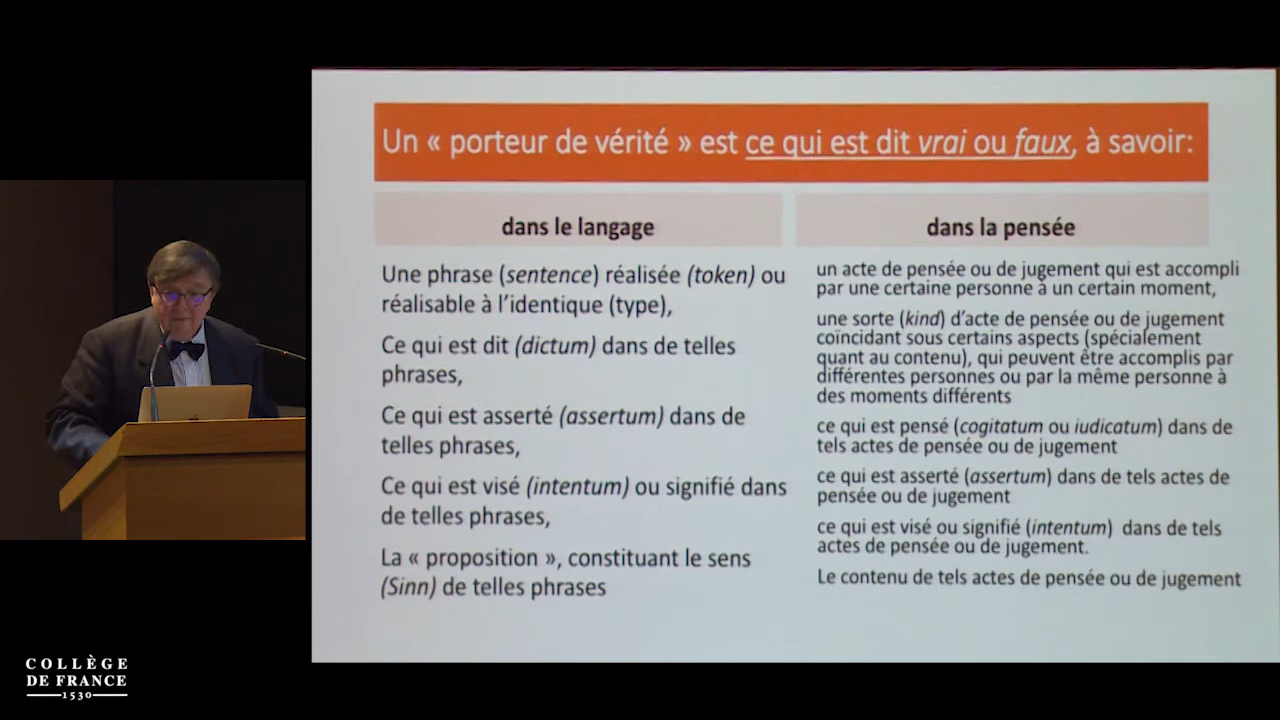 Un « porteur de vérité » est ce qui est dit vrai ou faux, à savoir:
dans le langage
Une phrase (sentence) réalisée (token) ou
réalisable à l’identique (type),
Ce qui est dit (dictum) dans de telles
phrases,
Ce qui est asserté (assertum) dans de
telles phrases,
Ce qui est visé (intentum) ou signifié dans
de telles phrases,
La « proposition », constituant le sens
(Sinn) de telles phrases
dans la pensée
un acte de pensée ou de jugement qui est accompli
par une certaine personne à un certain moment,
une sorte (kind) d’acte de pensée ou de jugement
coïncidant sous certains aspects (spécialement
quant au contenu), qui peuvent être accomplis par
différentes personnes ou par la même personne à
des moments différents
ce qui est pensé (cogitatum ou iudicatum) dans de
tels actes de pensée ou de jugement
ce qui est asserté (assertum) dans de tels actes de
pensée ou de jugement
ce qui est visé ou signifié (intentum) dans de tels
actes de pensée ou de jugement.
Le contenu de tels actes de pensée ou de jugement
COLLÈGE
DE FRANCE
1530